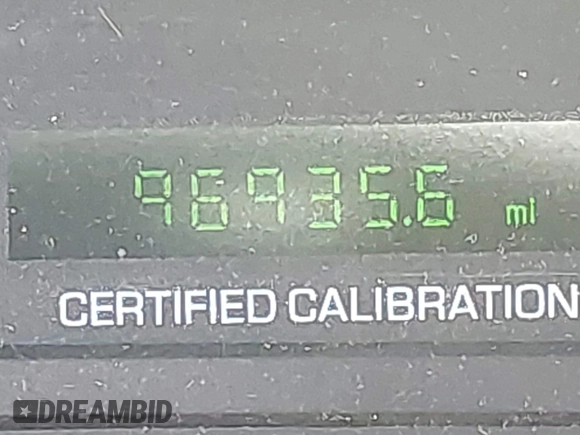 96935.6 mi
CERTIFIED CALIBRATION
DREAMBID